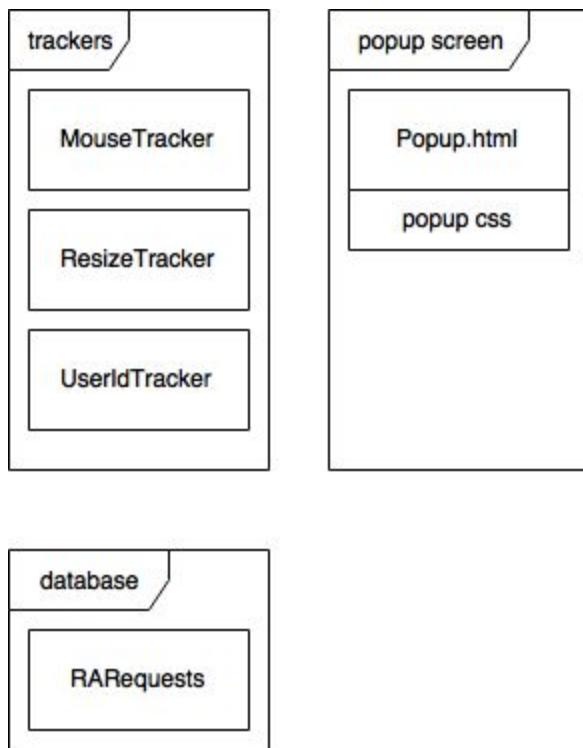 trackers
MouseTracker
ResizeTracker
UserIdTracker
popup screen
Popup.html
popup css
database
RARequests